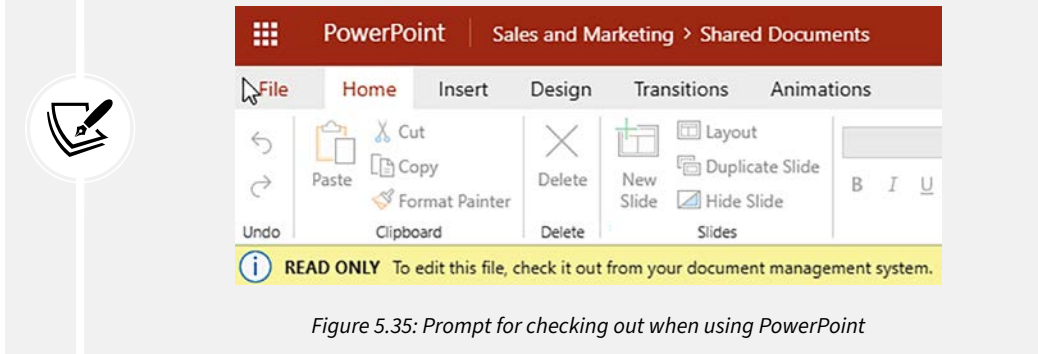 PowerPoint Sales and Marketing > Shared Documents
File Home Insert Design Transitions Animations
Paste
Cut
Copy
Format Painter
Delete
New
Slide
Layout
Duplicate Slide
Hide Slide
B I U
Undo Clipboard Delete Slides
READ ONLY To edit this file, check it out from your document management system.
Figure 5.35: Prompt for checking out when using PowerPoint